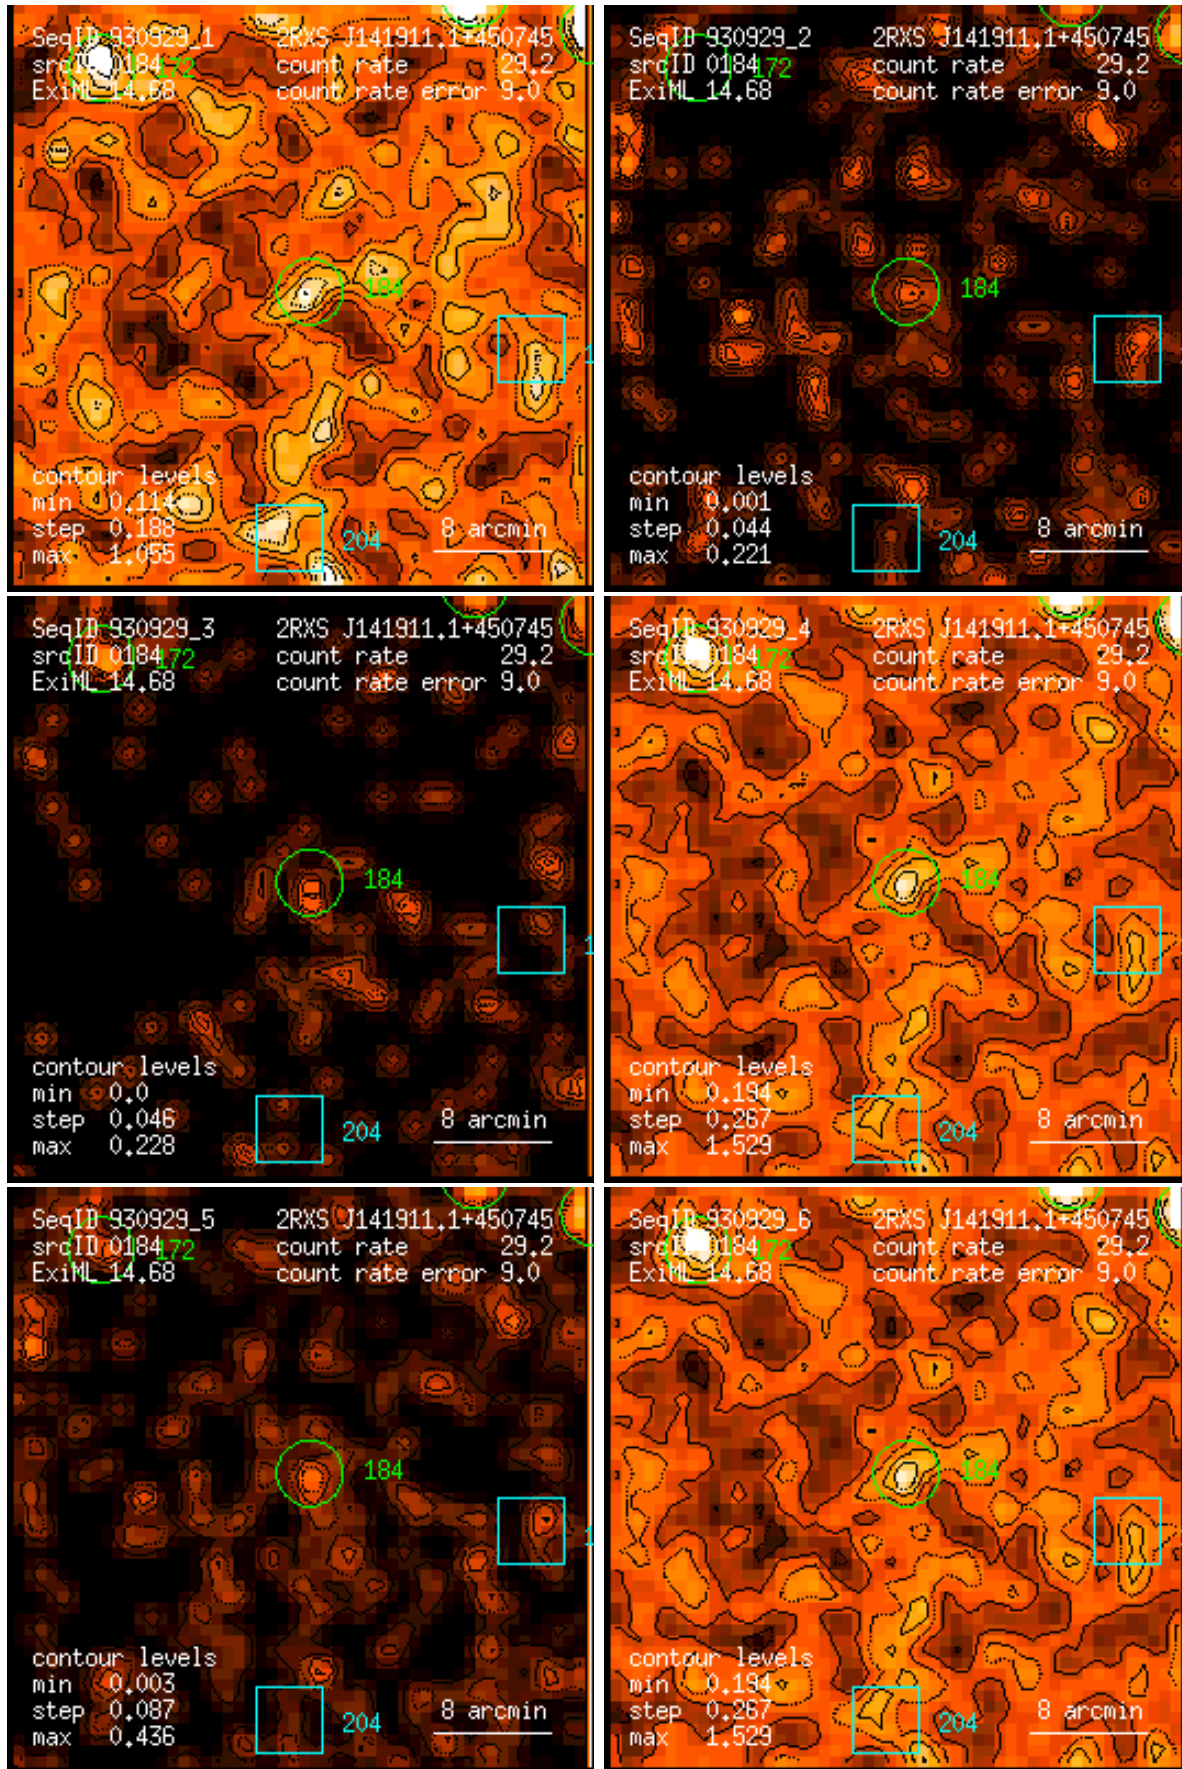 SeqID 930929_1 2RXS J141911.1+450745
srcID 0184 172 count rate 29.2
ExiML 14.68 count rate error 9.0
184
contour levels
min 0.114
step 0.188 8 arcmin
max 1.055 204
SeqID 930929_2 2RXS J141911.1+450745
srcID 0184 172 count rate 29.2
ExiML 14.68 count rate error 9.0
184
contour levels
min 0.001
step 0.044 8 arcmin
max 0.221 204
SeqID 930929_3 2RXS J141911.1+450745
srcID 0184 172 count rate 29.2
ExiML 14.68 count rate error 9.0
184
contour levels
min 0.0
step 0.046 8 arcmin
max 0.228 204
SeqID 930929_4 2RXS J141911.1+450745
srcID 0184 172 count rate 29.2
ExiML 14.68 count rate error 9.0
184
contour levels
min 0.194
step 0.267 8 arcmin
max 1.529 204
SeqID 930929_5 2RXS J141911.1+450745
srcID 0184 172 count rate 29.2
ExiML 14.68 count rate error 9.0
184
contour levels
min 0.003
step 0.087 8 arcmin
max 0.436 204
SeqID 930929_6 2RXS J141911.1+450745
srcID 0184 172 count rate 29.2
ExiML 14.68 count rate error 9.0
184
contour levels
min 0.194
step 0.267 8 arcmin
max 1.529 204